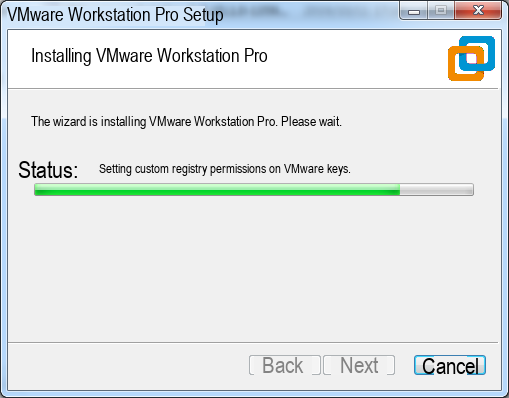 VMware Workstation Pro Setup
Installing VMware Workstation Pro
The wizard is installing VMware Workstation Pro. Please wait.
Status: Setting custom registry permissions on VMware keys.
Back Next Cancel